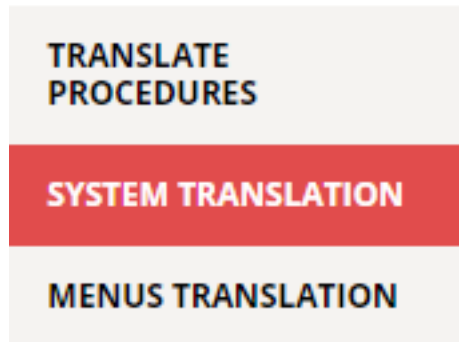 TRANSLATE
PROCEDURES
SYSTEM TRANSLATION
MENUS TRANSLATION